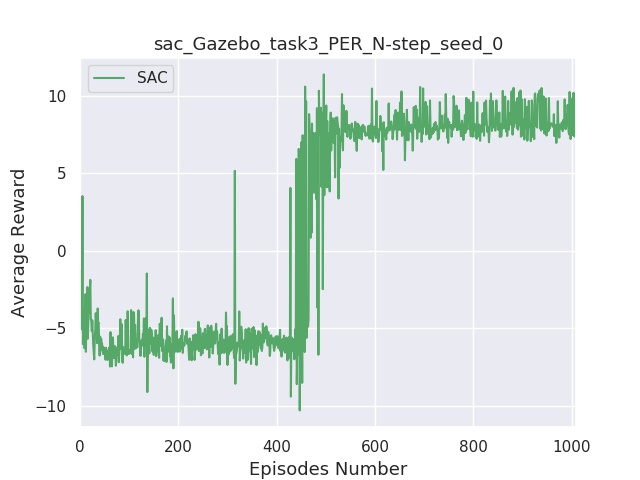 sac_Gazebo_task3_PER_N-step_seed_0
SAC
10
5
0
−5
−10
Average Reward
0 200 400 600 800 1000
Episodes Number